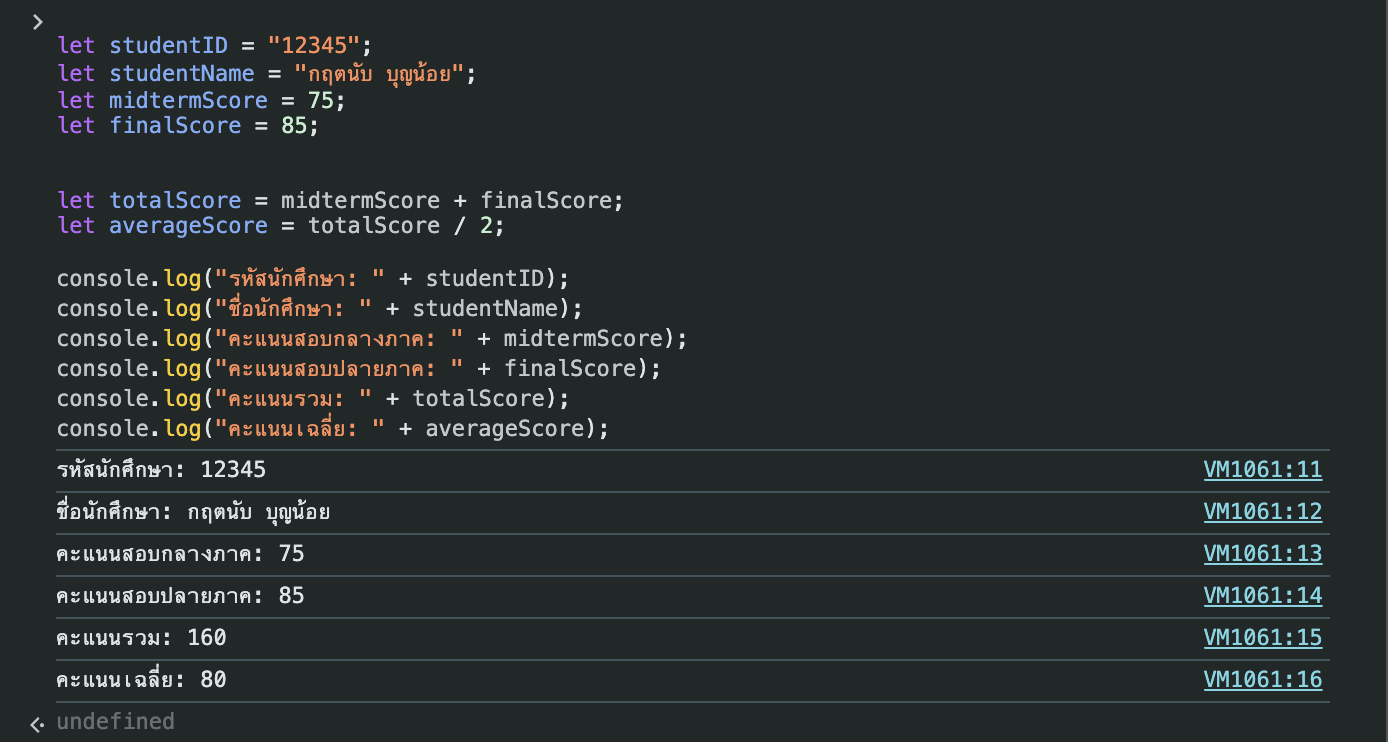 let studentID = "12345";
let studentName = "กฤตนับ บุญน้อย";
let midtermScore = 75;
let finalScore = 85;
let totalScore = midtermScore + finalScore;
let averageScore = totalScore / 2;
console.log("รหัสนักศึกษา: " + studentID);
console.log("ชื่อนักศึกษา: " + studentName);
console.log("คะแนนสอบกลางภาค: " + midtermScore);
console.log("คะแนนสอบปลายภาค: " + finalScore);
console.log("คะแนนรวม: " + totalScore);
console.log("คะแนนเฉลี่ย: " + averageScore);
รหัสนักศึกษา: 12345 VM1061:11
ชื่อนักศึกษา: กฤตนับ บุญน้อย VM1061:12
คะแนนสอบกลางภาค: 75 VM1061:13
คะแนนสอบปลายภาค: 85 VM1061:14
คะแนนรวม: 160 VM1061:15
คะแนนเฉลี่ย: 80 VM1061:16
undefined